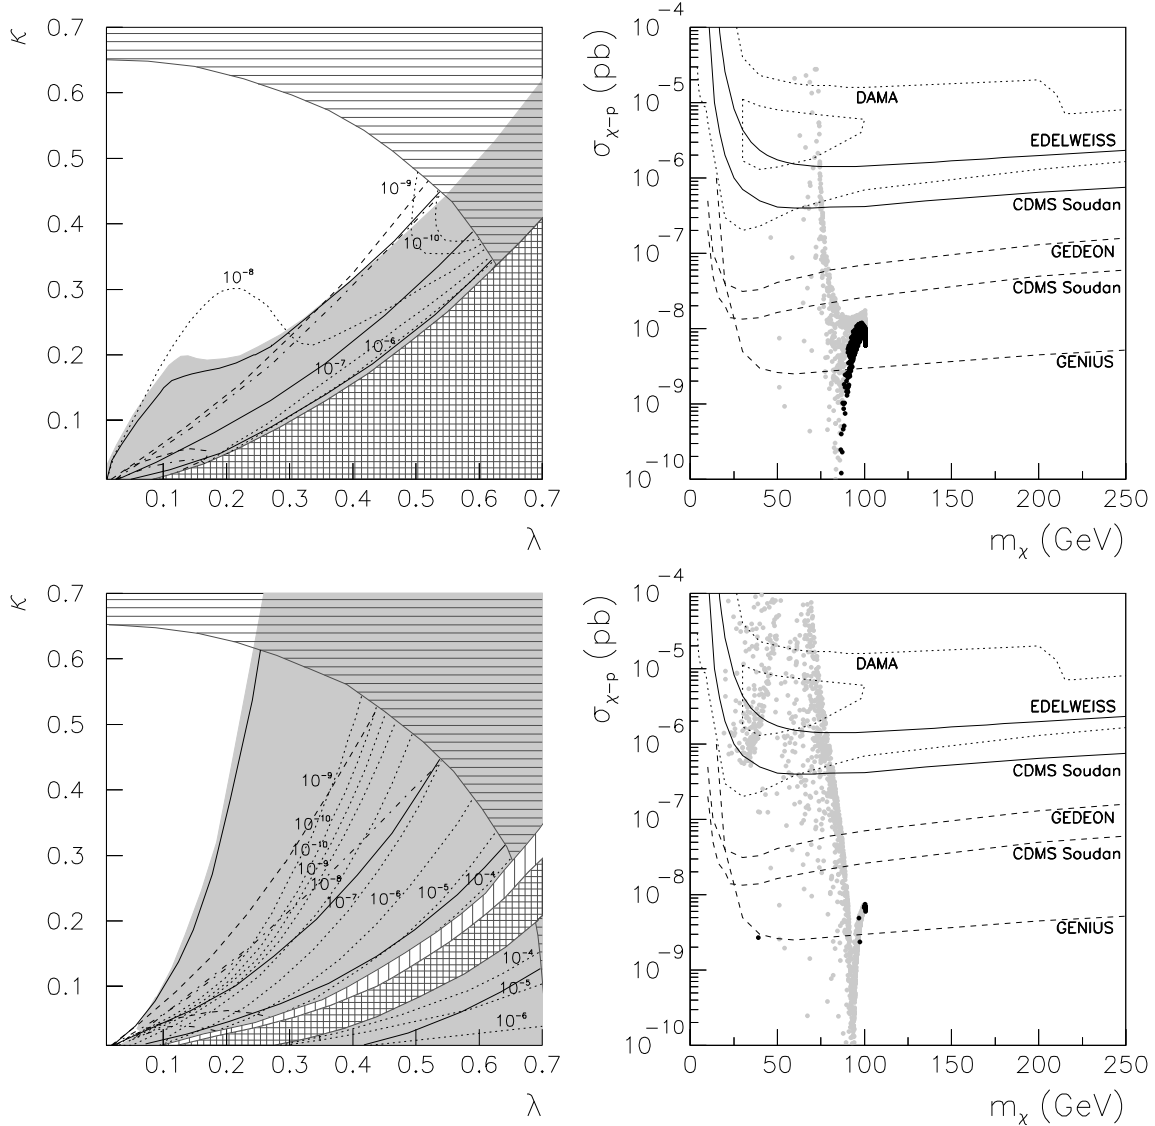 κ
0.7
0.6
0.5
0.4
0.3
0.2
0.1
10⁻⁹
10⁻¹⁰
10⁻⁸
10⁻⁶
10⁻⁷
0.1 0.2 0.3 0.4 0.5 0.6 0.7
λ
σχ−p (pb)
10⁻⁴
10⁻⁵
10⁻⁶
10⁻⁷
10⁻⁸
10⁻⁹
10⁻¹⁰
DAMA
EDELWEISS
CDMS Soudan
GEDEON
CDMS Soudan
GENIUS
0 50 100 150 200 250
mχ (GeV)
κ
0.7
0.6
0.5
0.4
0.3
0.2
0.1
10⁻⁹
10⁻¹⁰
10⁻¹⁰
10⁻⁹
10⁻⁸
10⁻⁷
10⁻⁶
10⁻⁵
10⁻⁴
10⁻⁴
10⁻⁵
10⁻⁶
0.1 0.2 0.3 0.4 0.5 0.6 0.7
λ
σχ−p (pb)
10⁻⁴
10⁻⁵
10⁻⁶
10⁻⁷
10⁻⁸
10⁻⁹
10⁻¹⁰
DAMA
EDELWEISS
CDMS Soudan
GEDEON
CDMS Soudan
GENIUS
0 50 100 150 200 250
mχ (GeV)